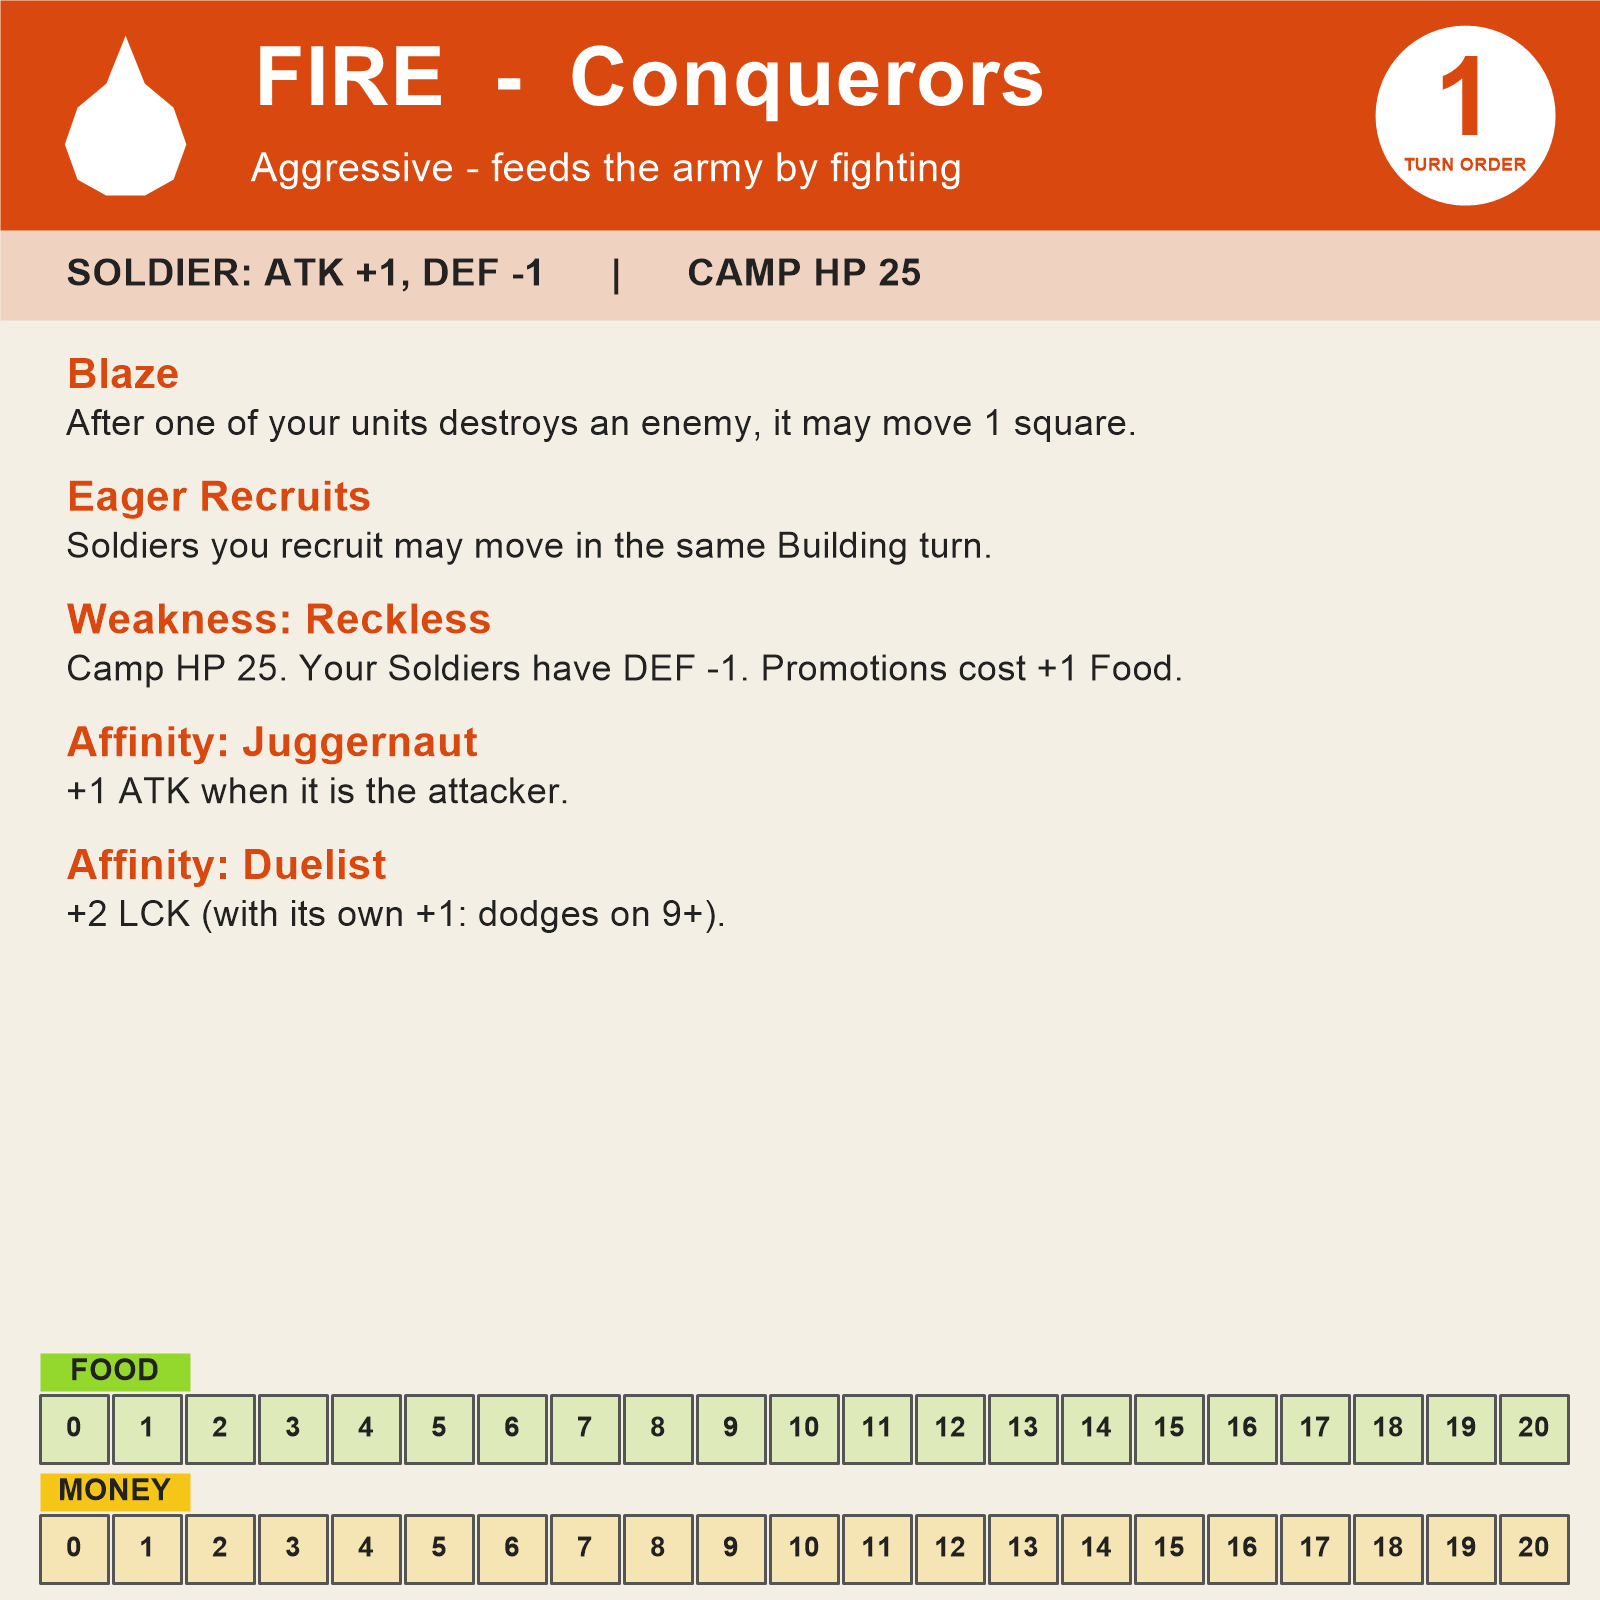 FIRE - Conquerors
Aggressive - feeds the army by fighting
1
TURN ORDER
SOLDIER: ATK +1, DEF -1 | CAMP HP 25
Blaze
After one of your units destroys an enemy, it may move 1 square.
Eager Recruits
Soldiers you recruit may move in the same Building turn.
Weakness: Reckless
Camp HP 25. Your Soldiers have DEF -1. Promotions cost +1 Food.
Affinity: Juggernaut
+1 ATK when it is the attacker.
Affinity: Duelist
+2 LCK (with its own +1: dodges on 9+).
FOOD
0 1 2 3 4 5 6 7 8 9 10 11 12 13 14 15 16 17 18 19 20
MONEY
0 1 2 3 4 5 6 7 8 9 10 11 12 13 14 15 16 17 18 19 20